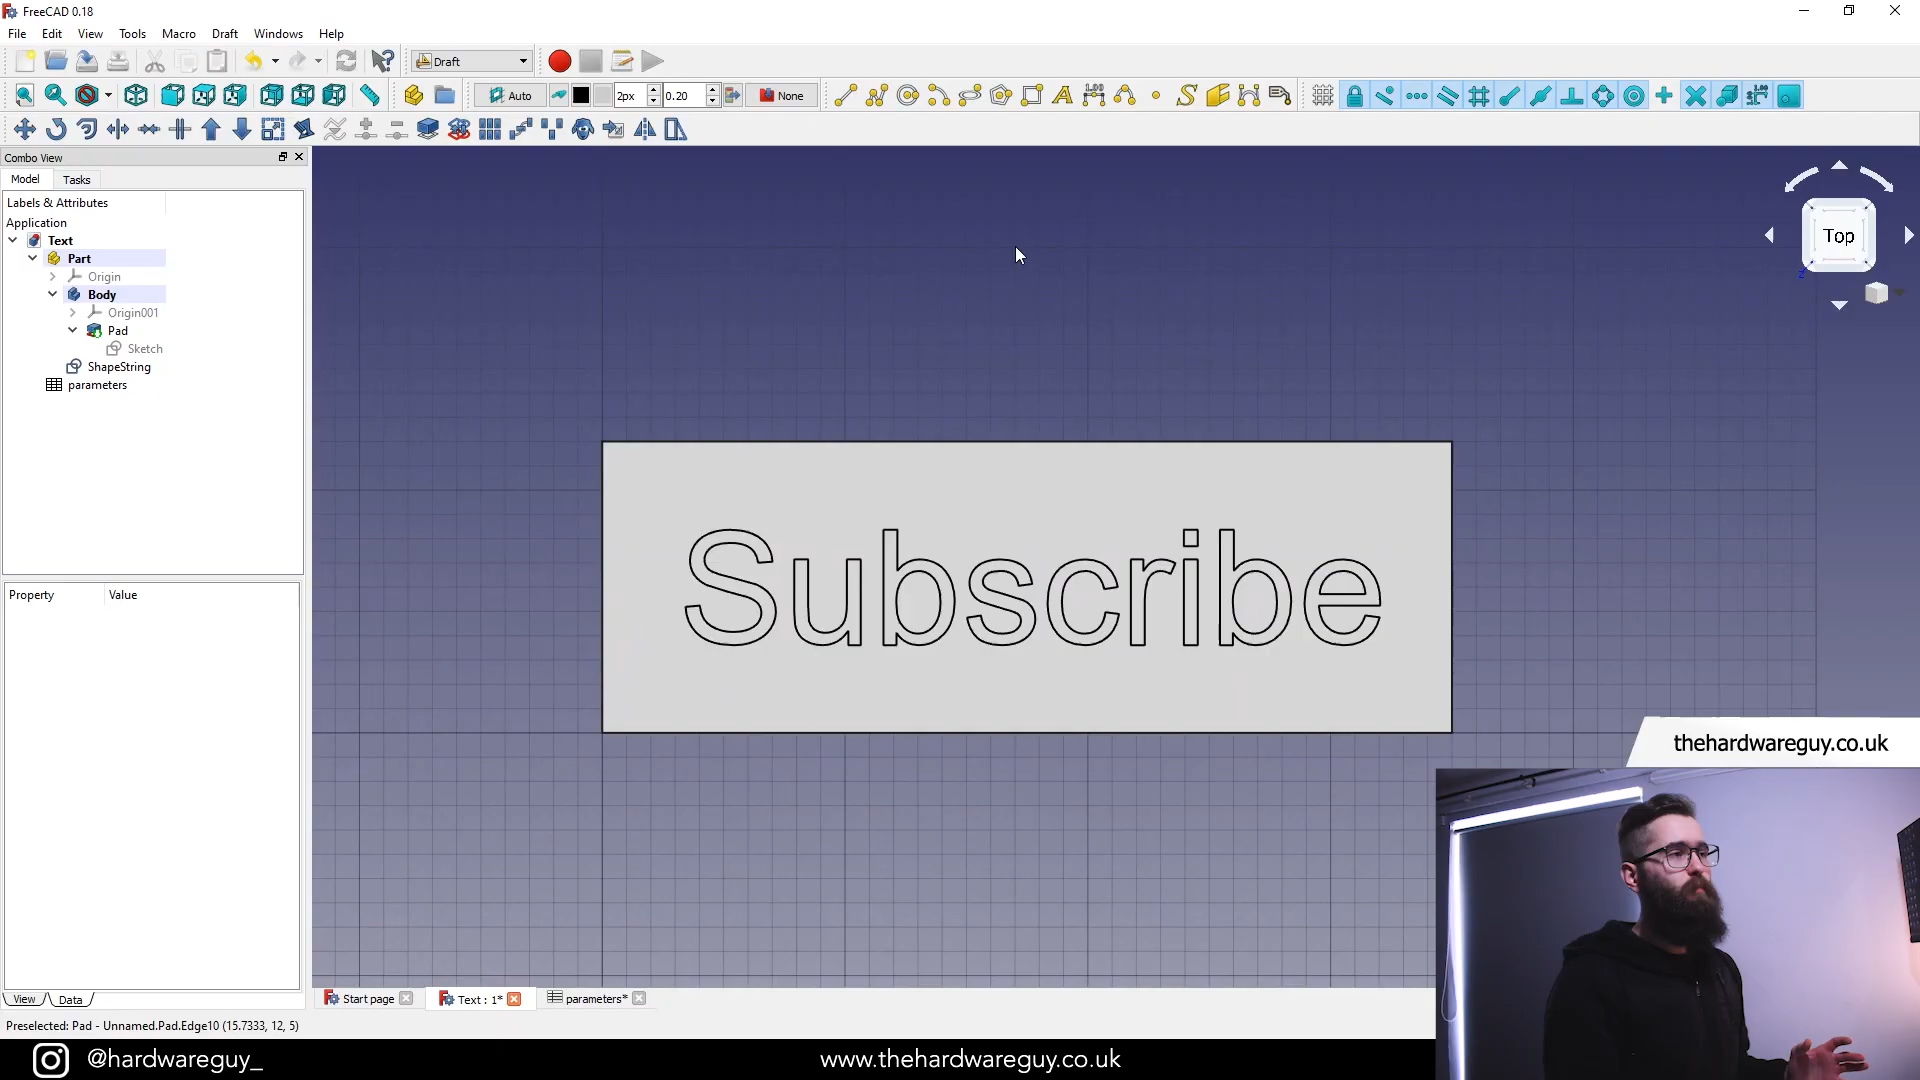 FreeCAD 0.18
File Edit View Tools Macro Draft Windows Help
Draft
Auto 2px 0.20 None
Combo View
Model Tasks
Labels & Attributes
Application
Text
Part
Origin
Body
Origin001
Pad
Sketch
ShapeString
parameters
Top
Z
Subscribe
Property Value
thehardwareguy.co.uk
View Data
Start page Text : 1* parameters*
Preselected: Pad - Unnamed.Pad.Edge10 (15.7333, 12, 5)
@hardwareguy_ www.thehardwareguy.co.uk